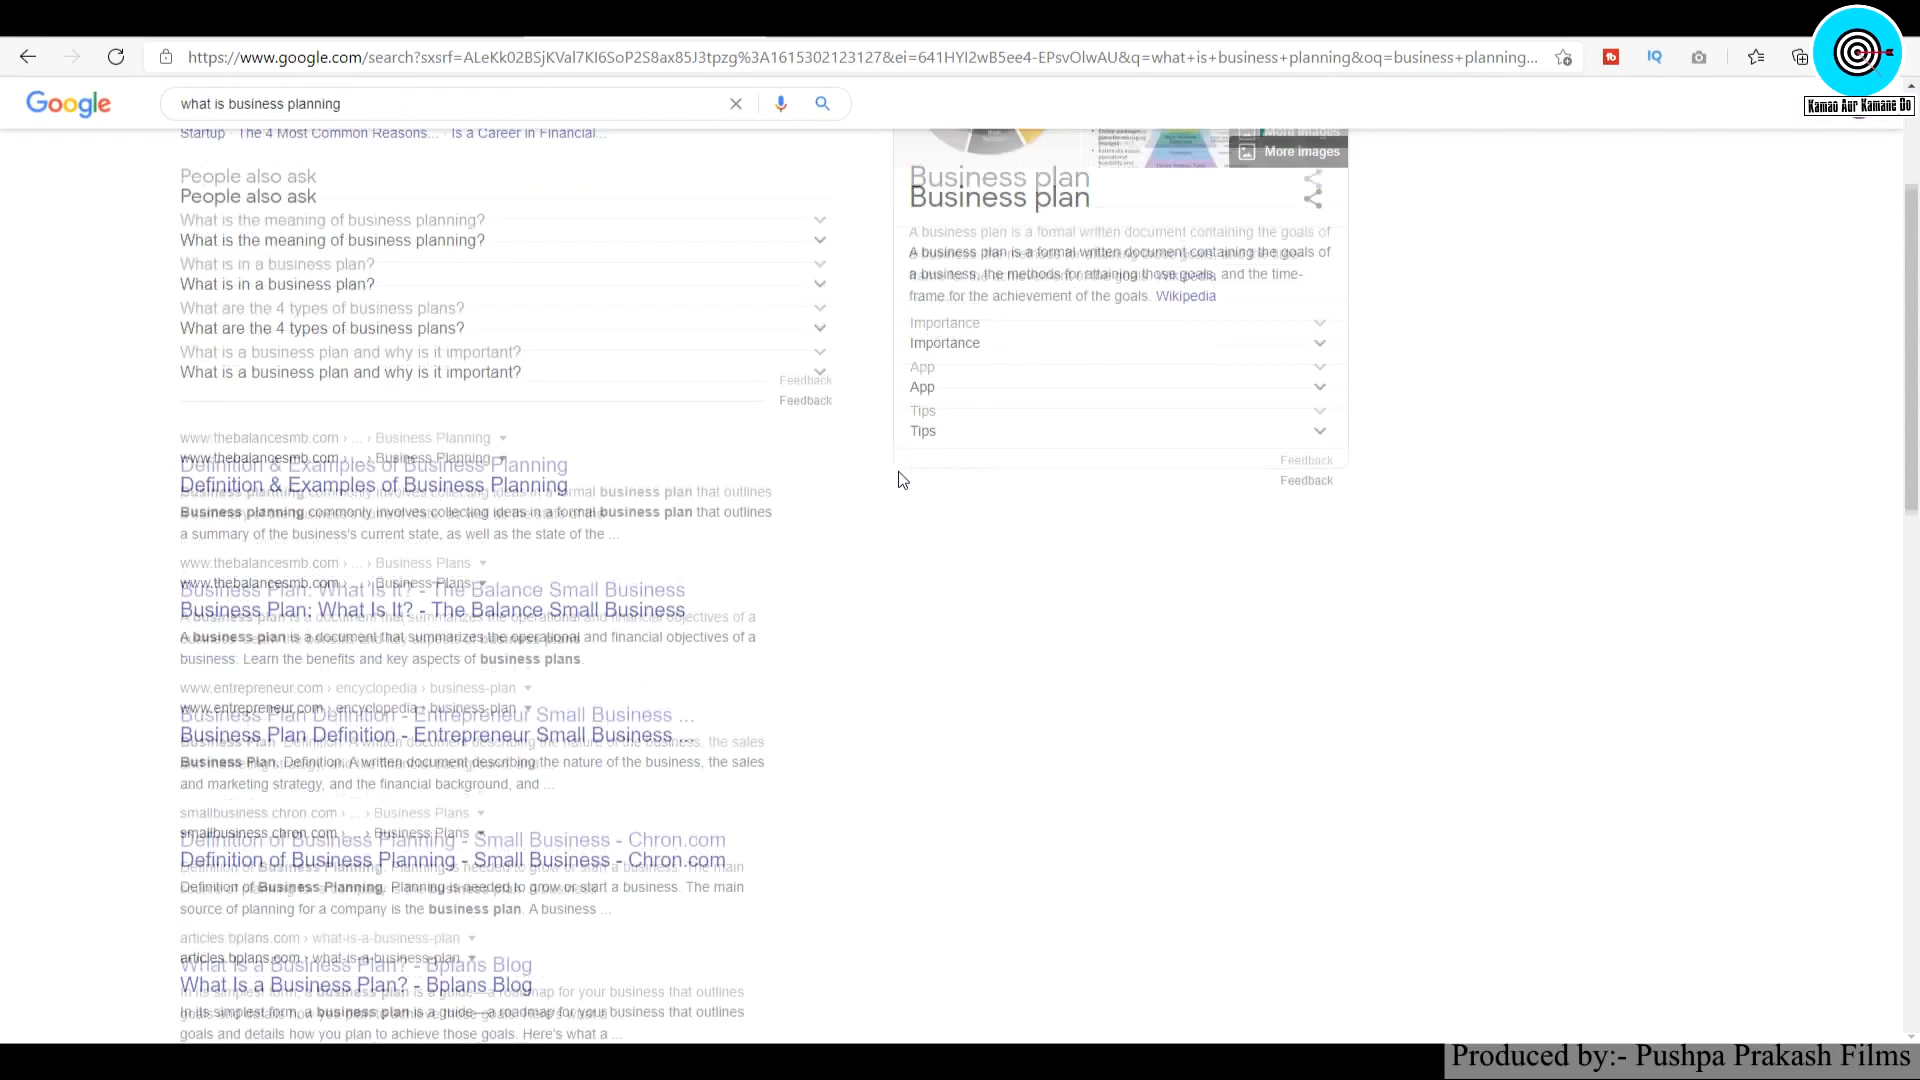 https://www.google.com/search?sxsrf=ALeKk02BSjKVal7KI6SoP2S8ax85J3tpzg%3A1615302123127&ei=641HYI2wB5ee4-EPsvOlwAU&q=what+is+business+planning&oq=business+planning...
IQ
Kamao Aur Kamane Do
Google
what is business planning
Startup · The 4 Most Common Reasons... · Is a Career in Financial...
More images
People also ask
What is the meaning of business planning?
What is in a business plan?
What are the 4 types of business plans?
What is a business plan and why is it important?
Feedback
www.thebalancesmb.com › ... › Business Planning
Definition & Examples of Business Planning
Business planning commonly involves collecting ideas in a formal business plan that outlines
a summary of the business's current state, as well as the state of the ...
www.thebalancesmb.com › ... › Business Plans
Business Plan: What Is It? - The Balance Small Business
A business plan is a document that summarizes the operational and financial objectives of a
business. Learn the benefits and key aspects of business plans.
www.entrepreneur.com › encyclopedia › business-plan
Business Plan Definition - Entrepreneur Small Business ...
Business Plan. Definition: A written document describing the nature of the business, the sales
and marketing strategy, and the financial background, and ...
smallbusiness.chron.com › ... › Business Plans
Definition of Business Planning - Small Business - Chron.com
Definition of Business Planning. Planning is needed to grow or start a business. The main
source of planning for a company is the business plan. A business ...
articles.bplans.com › what-is-a-business-plan
What Is a Business Plan? - Bplans Blog
In its simplest form, a business plan is a guide—a roadmap for your business that outlines
goals and details how you plan to achieve those goals. Here's what a ...
Business plan
A business plan is a formal written document containing the goals of
a business, the methods for attaining those goals, and the time-
frame for the achievement of the goals. Wikipedia
Importance
App
Tips
Feedback
Produced by:- Pushpa Prakash Films